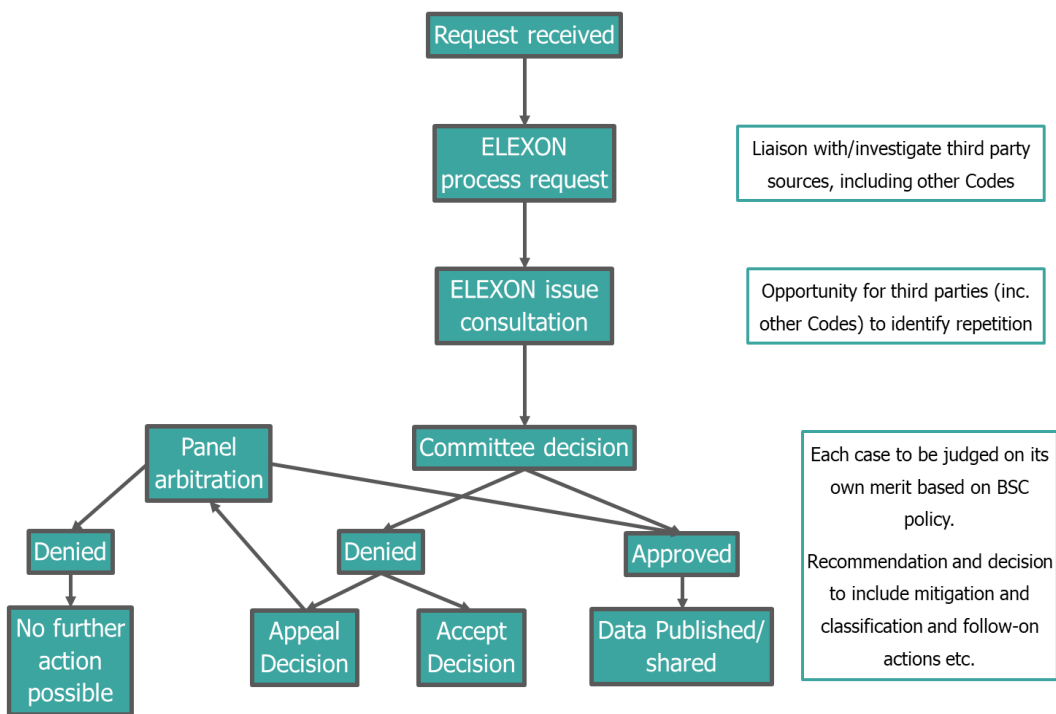 Request received
ELEXON
process request
Liaison with/investigate third party
sources, including other Codes
ELEXON issue
consultation
Opportunity for third parties (inc.
other Codes) to identify repetition
Panel
arbitration
Committee decision
Each case to be judged on its
own merit based on BSC
policy.
Recommendation and decision
to include mitigation and
classification and follow-on
actions etc.
Denied
Denied
Approved
No further
action
possible
Appeal
Decision
Accept
Decision
Data Published/
shared